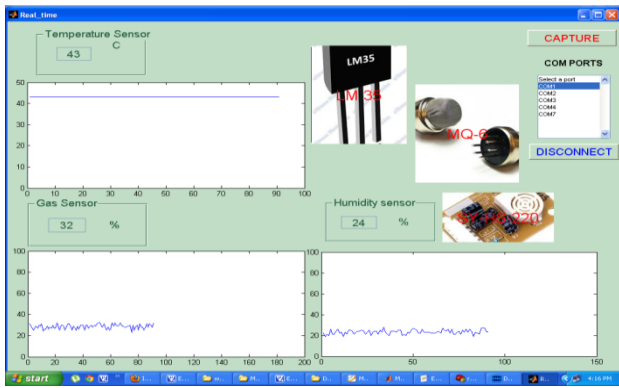 Real_time
Temperature Sensor
C
43
CAPTURE
LM35
LM-35
COM PORTS
Select a port
COM1
COM2
COM3
COM4
COM7
MQ-6
DISCONNECT
60
50
40
30
20
10
0
0 10 20 30 40 50 60 70 80 90 100
Gas Sensor
32 %
Humidity sensor
24 %
220
100
80
60
40
20
0
0 20 40 60 80 100 120 140 160 180 200
100
80
60
40
20
0
0 50 100 150
start
4:16 PM